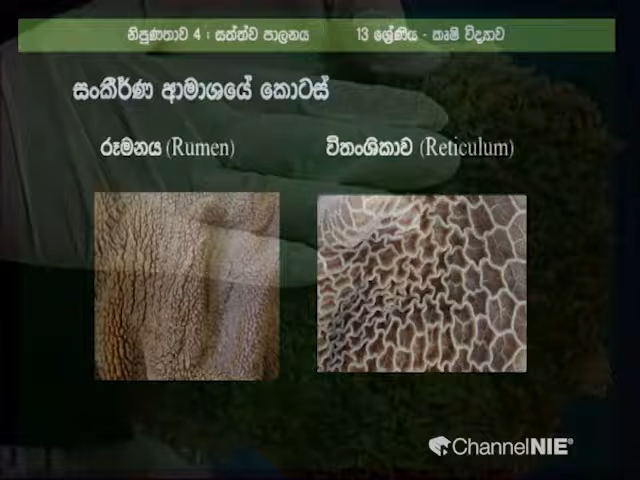 නිපුණතාව 4 : සත්ත්ව පාලනය 13 ශ්‍රේණිය - කෘෂි විද්‍යාව
සංකීර්ණ ආමාශයේ කොටස්
රූමනය (Rumen) විතංශිකාව (Reticulum)
ChannelNIE®